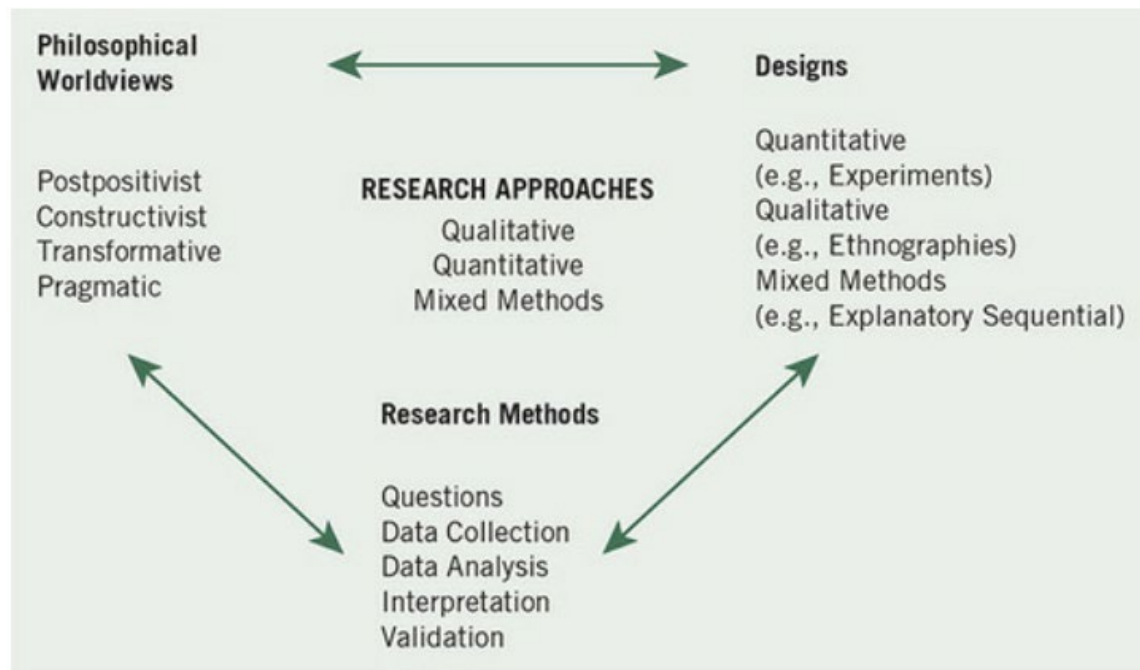 Philosophical
Worldviews
Postpositivist
Constructivist
Transformative
Pragmatic
RESEARCH APPROACHES
Qualitative
Quantitative
Mixed Methods
Designs
Quantitative
(e.g., Experiments)
Qualitative
(e.g., Ethnographies)
Mixed Methods
(e.g., Explanatory Sequential)
Research Methods
Questions
Data Collection
Data Analysis
Interpretation
Validation